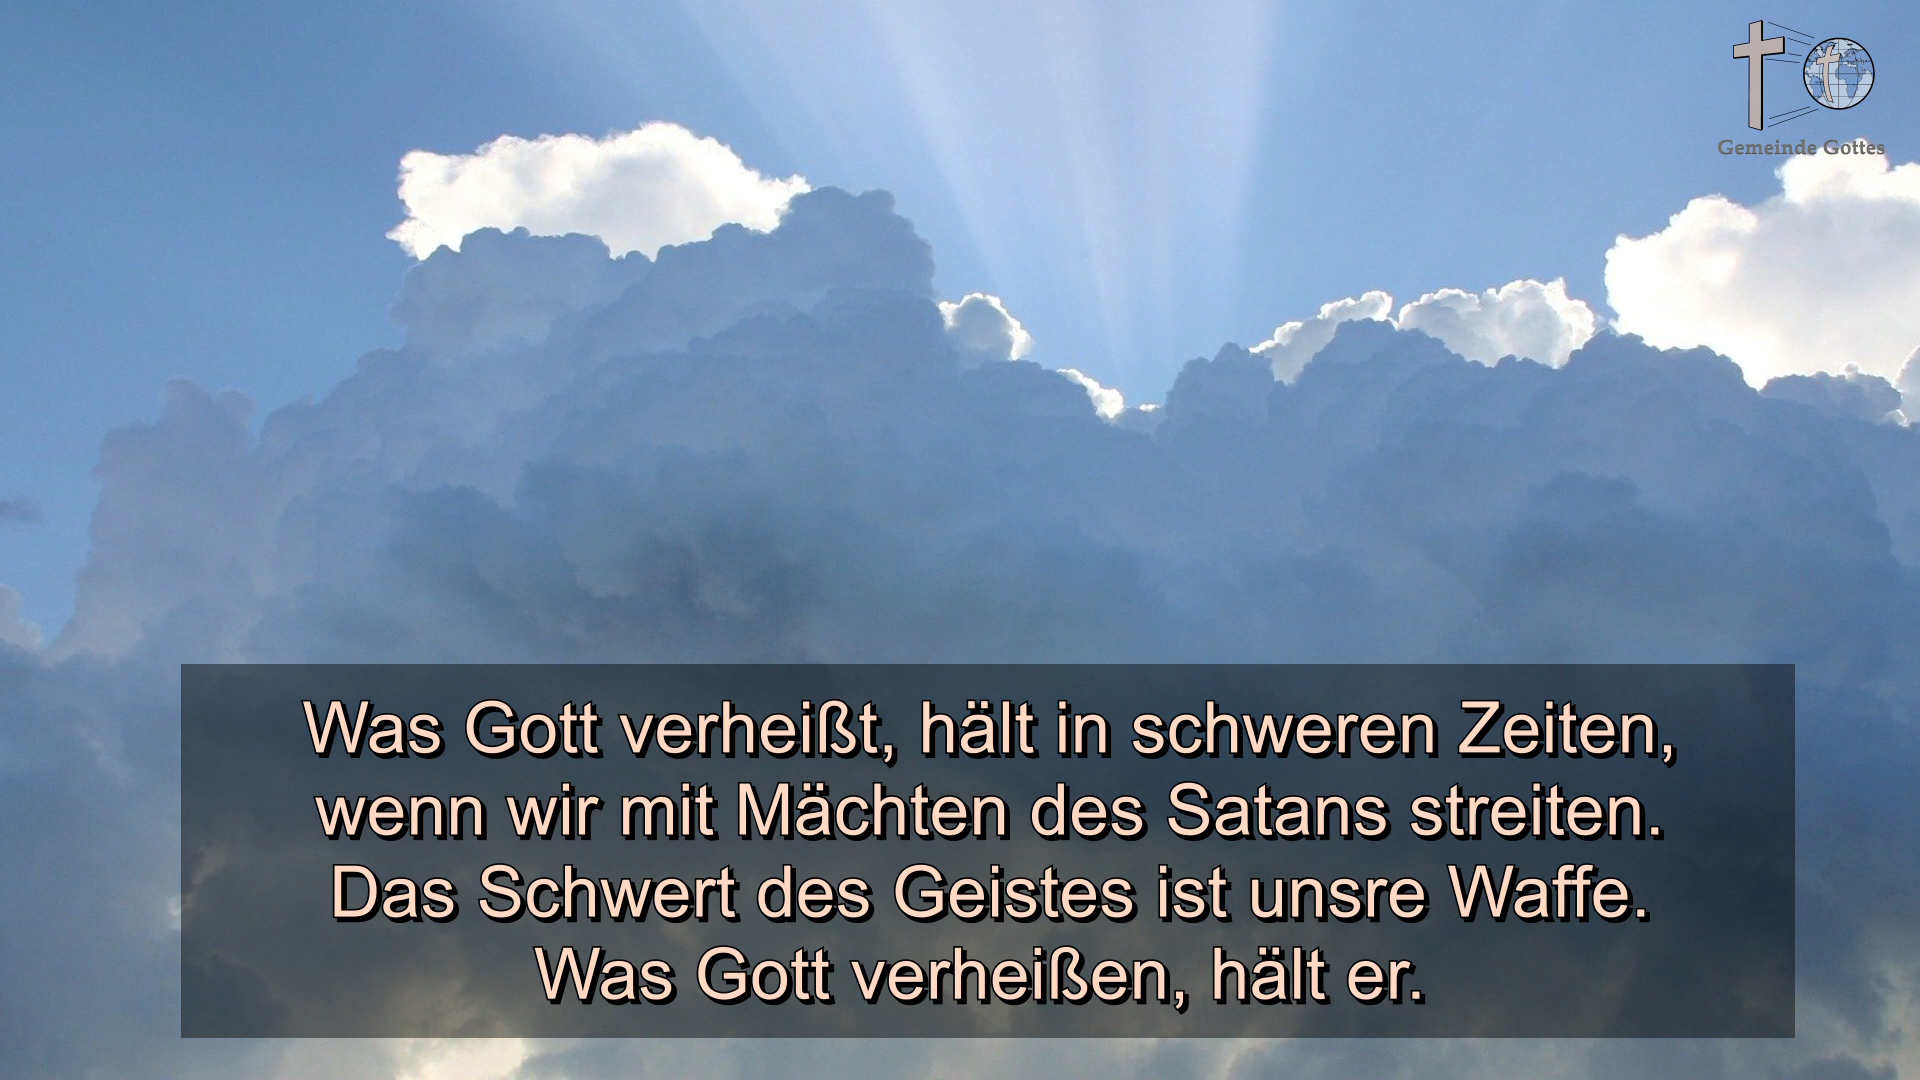 Gemeinde Gottes
Was Gott verheißt, hält in schweren Zeiten,
wenn wir mit Mächten des Satans streiten.
Das Schwert des Geistes ist unsre Waffe.
Was Gott verheißen, hält er.